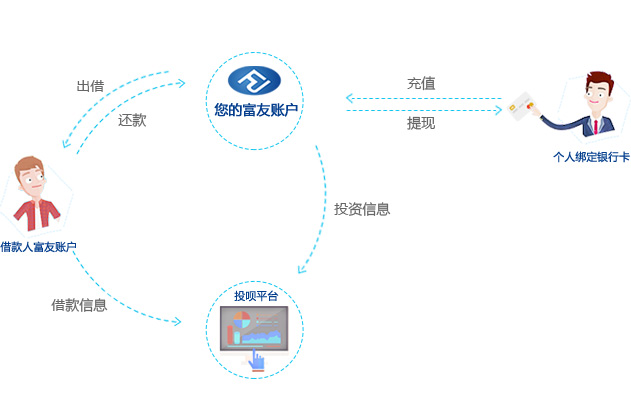 出借
还款
您的富友账户
充值
提现
个人绑定银行卡
投资信息
借款人富友账户
借款信息
投呗平台